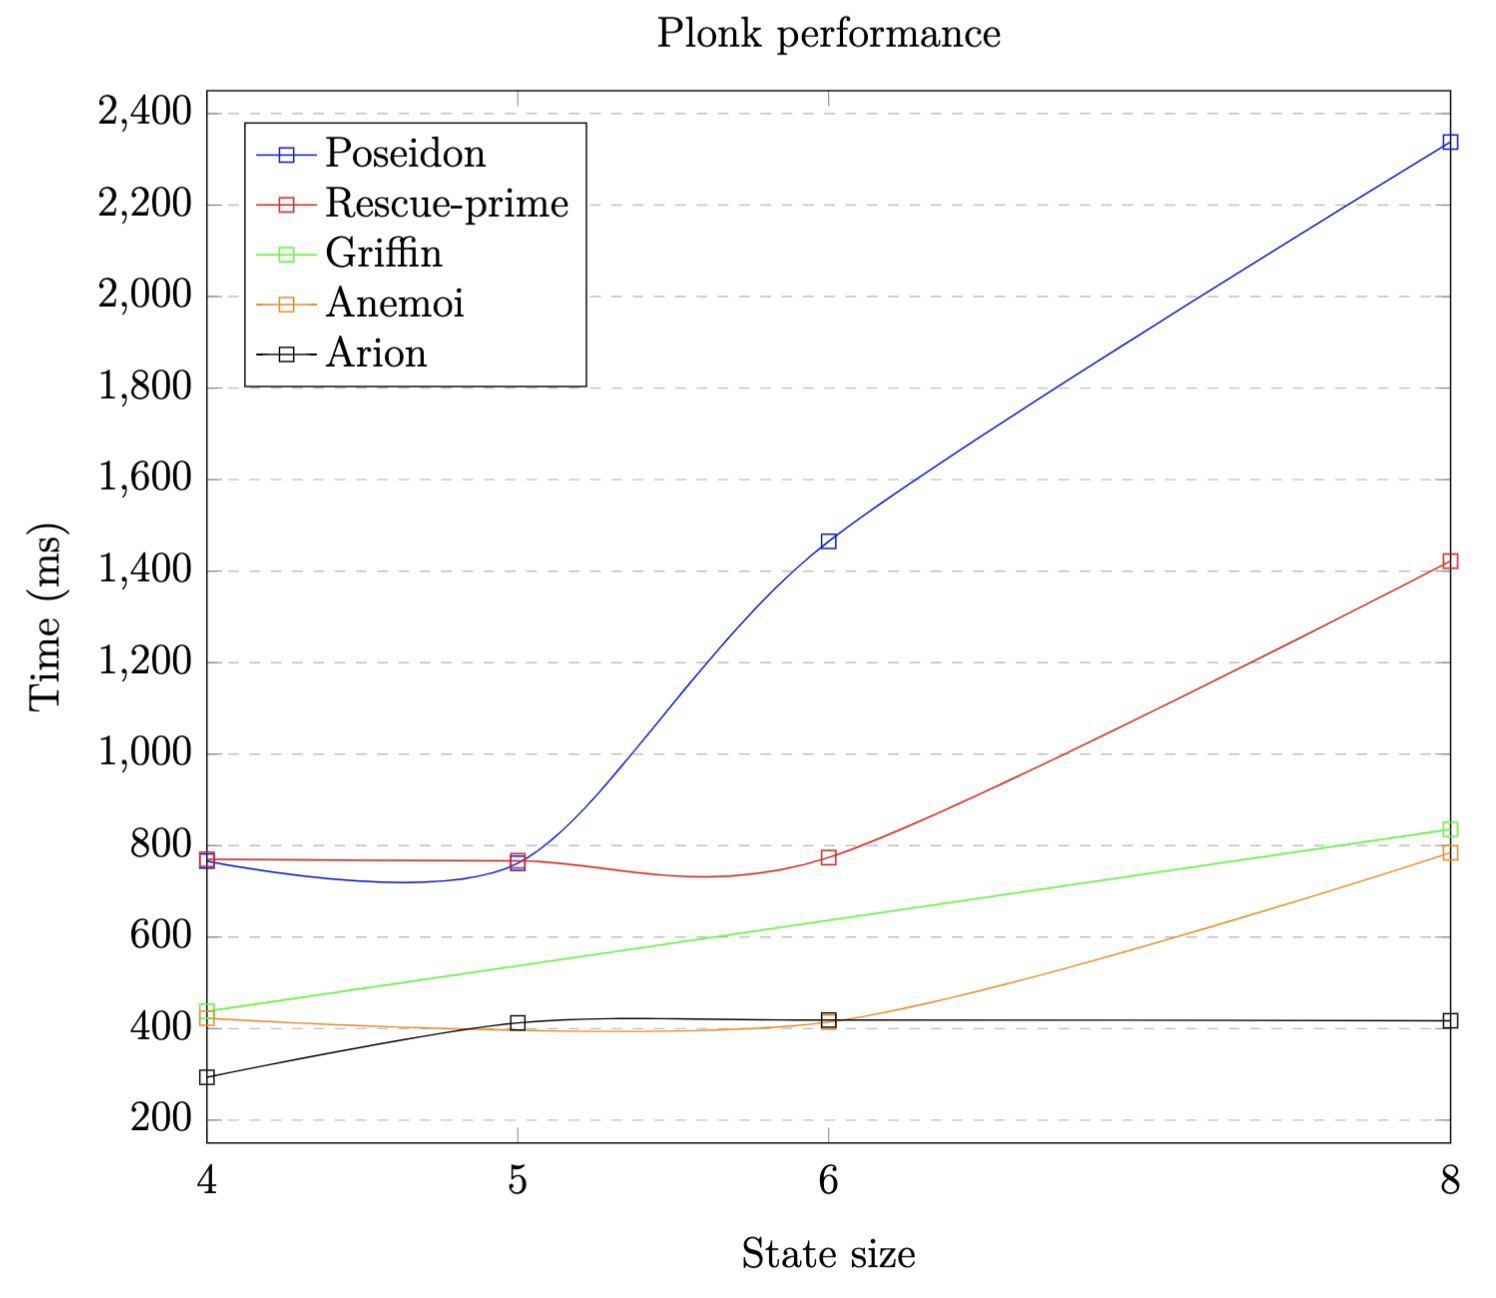 Plonk performance
2,400
2,200
2,000
1,800
1,600
1,400
1,200
1,000
800
600
400
200
Time (ms)
Poseidon
Rescue-prime
Griffin
Anemoi
Arion
4 5 6 8
State size